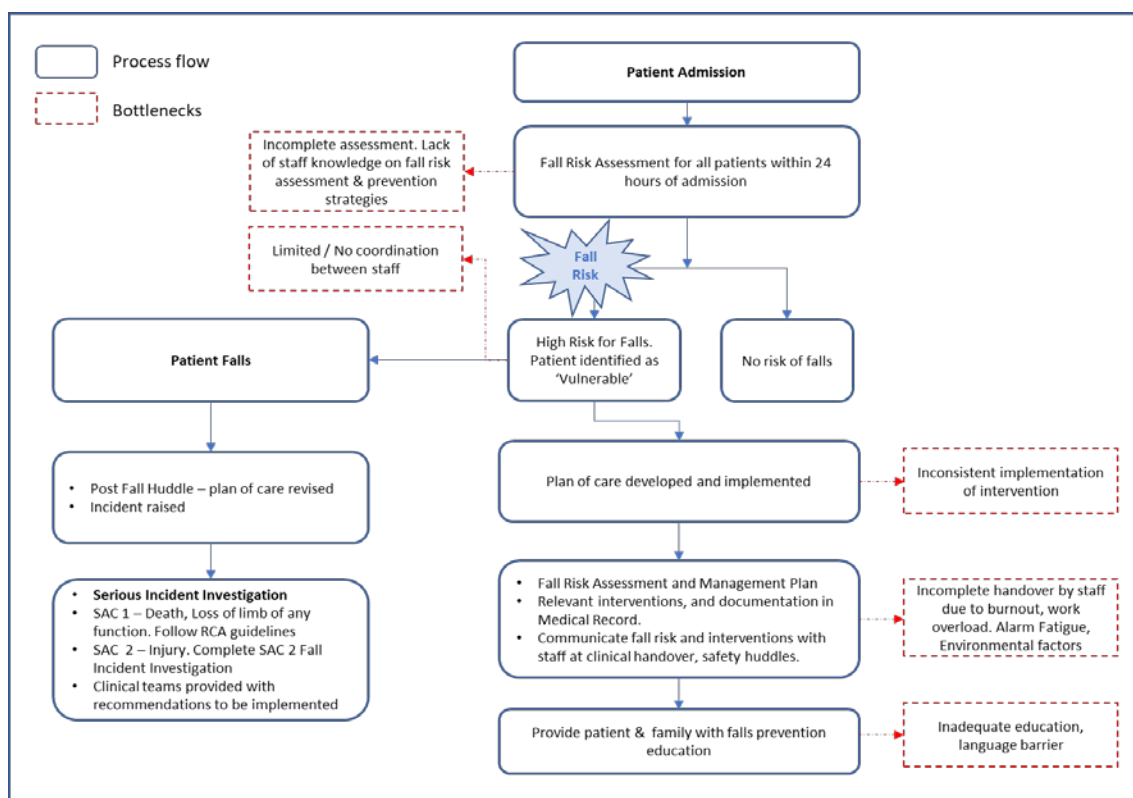 Process flow
Bottlenecks
Patient Admission
Incomplete assessment. Lack
of staff knowledge on fall risk
assessment & prevention
strategies
Fall Risk Assessment for all patients within 24
hours of admission
Limited / No coordination
between staff
Fall
Risk
Patient Falls
High Risk for Falls.
Patient identified as
‘Vulnerable’
No risk of falls
• Post Fall Huddle – plan of care revised
• Incident raised
Plan of care developed and implemented
Inconsistent implementation
of intervention
• Serious Incident Investigation
• SAC 1 – Death, Loss of limb of any
function. Follow RCA guidelines
• SAC 2 – Injury. Complete SAC 2 Fall
Incident Investigation
• Clinical teams provided with
recommendations to be implemented
• Fall Risk Assessment and Management Plan
• Relevant interventions, and documentation in
Medical Record.
• Communicate fall risk and interventions with
staff at clinical handover, safety huddles.
Incomplete handover by staff
due to burnout, work
overload. Alarm Fatigue,
Environmental factors
Provide patient & family with falls prevention
education
Inadequate education,
language barrier